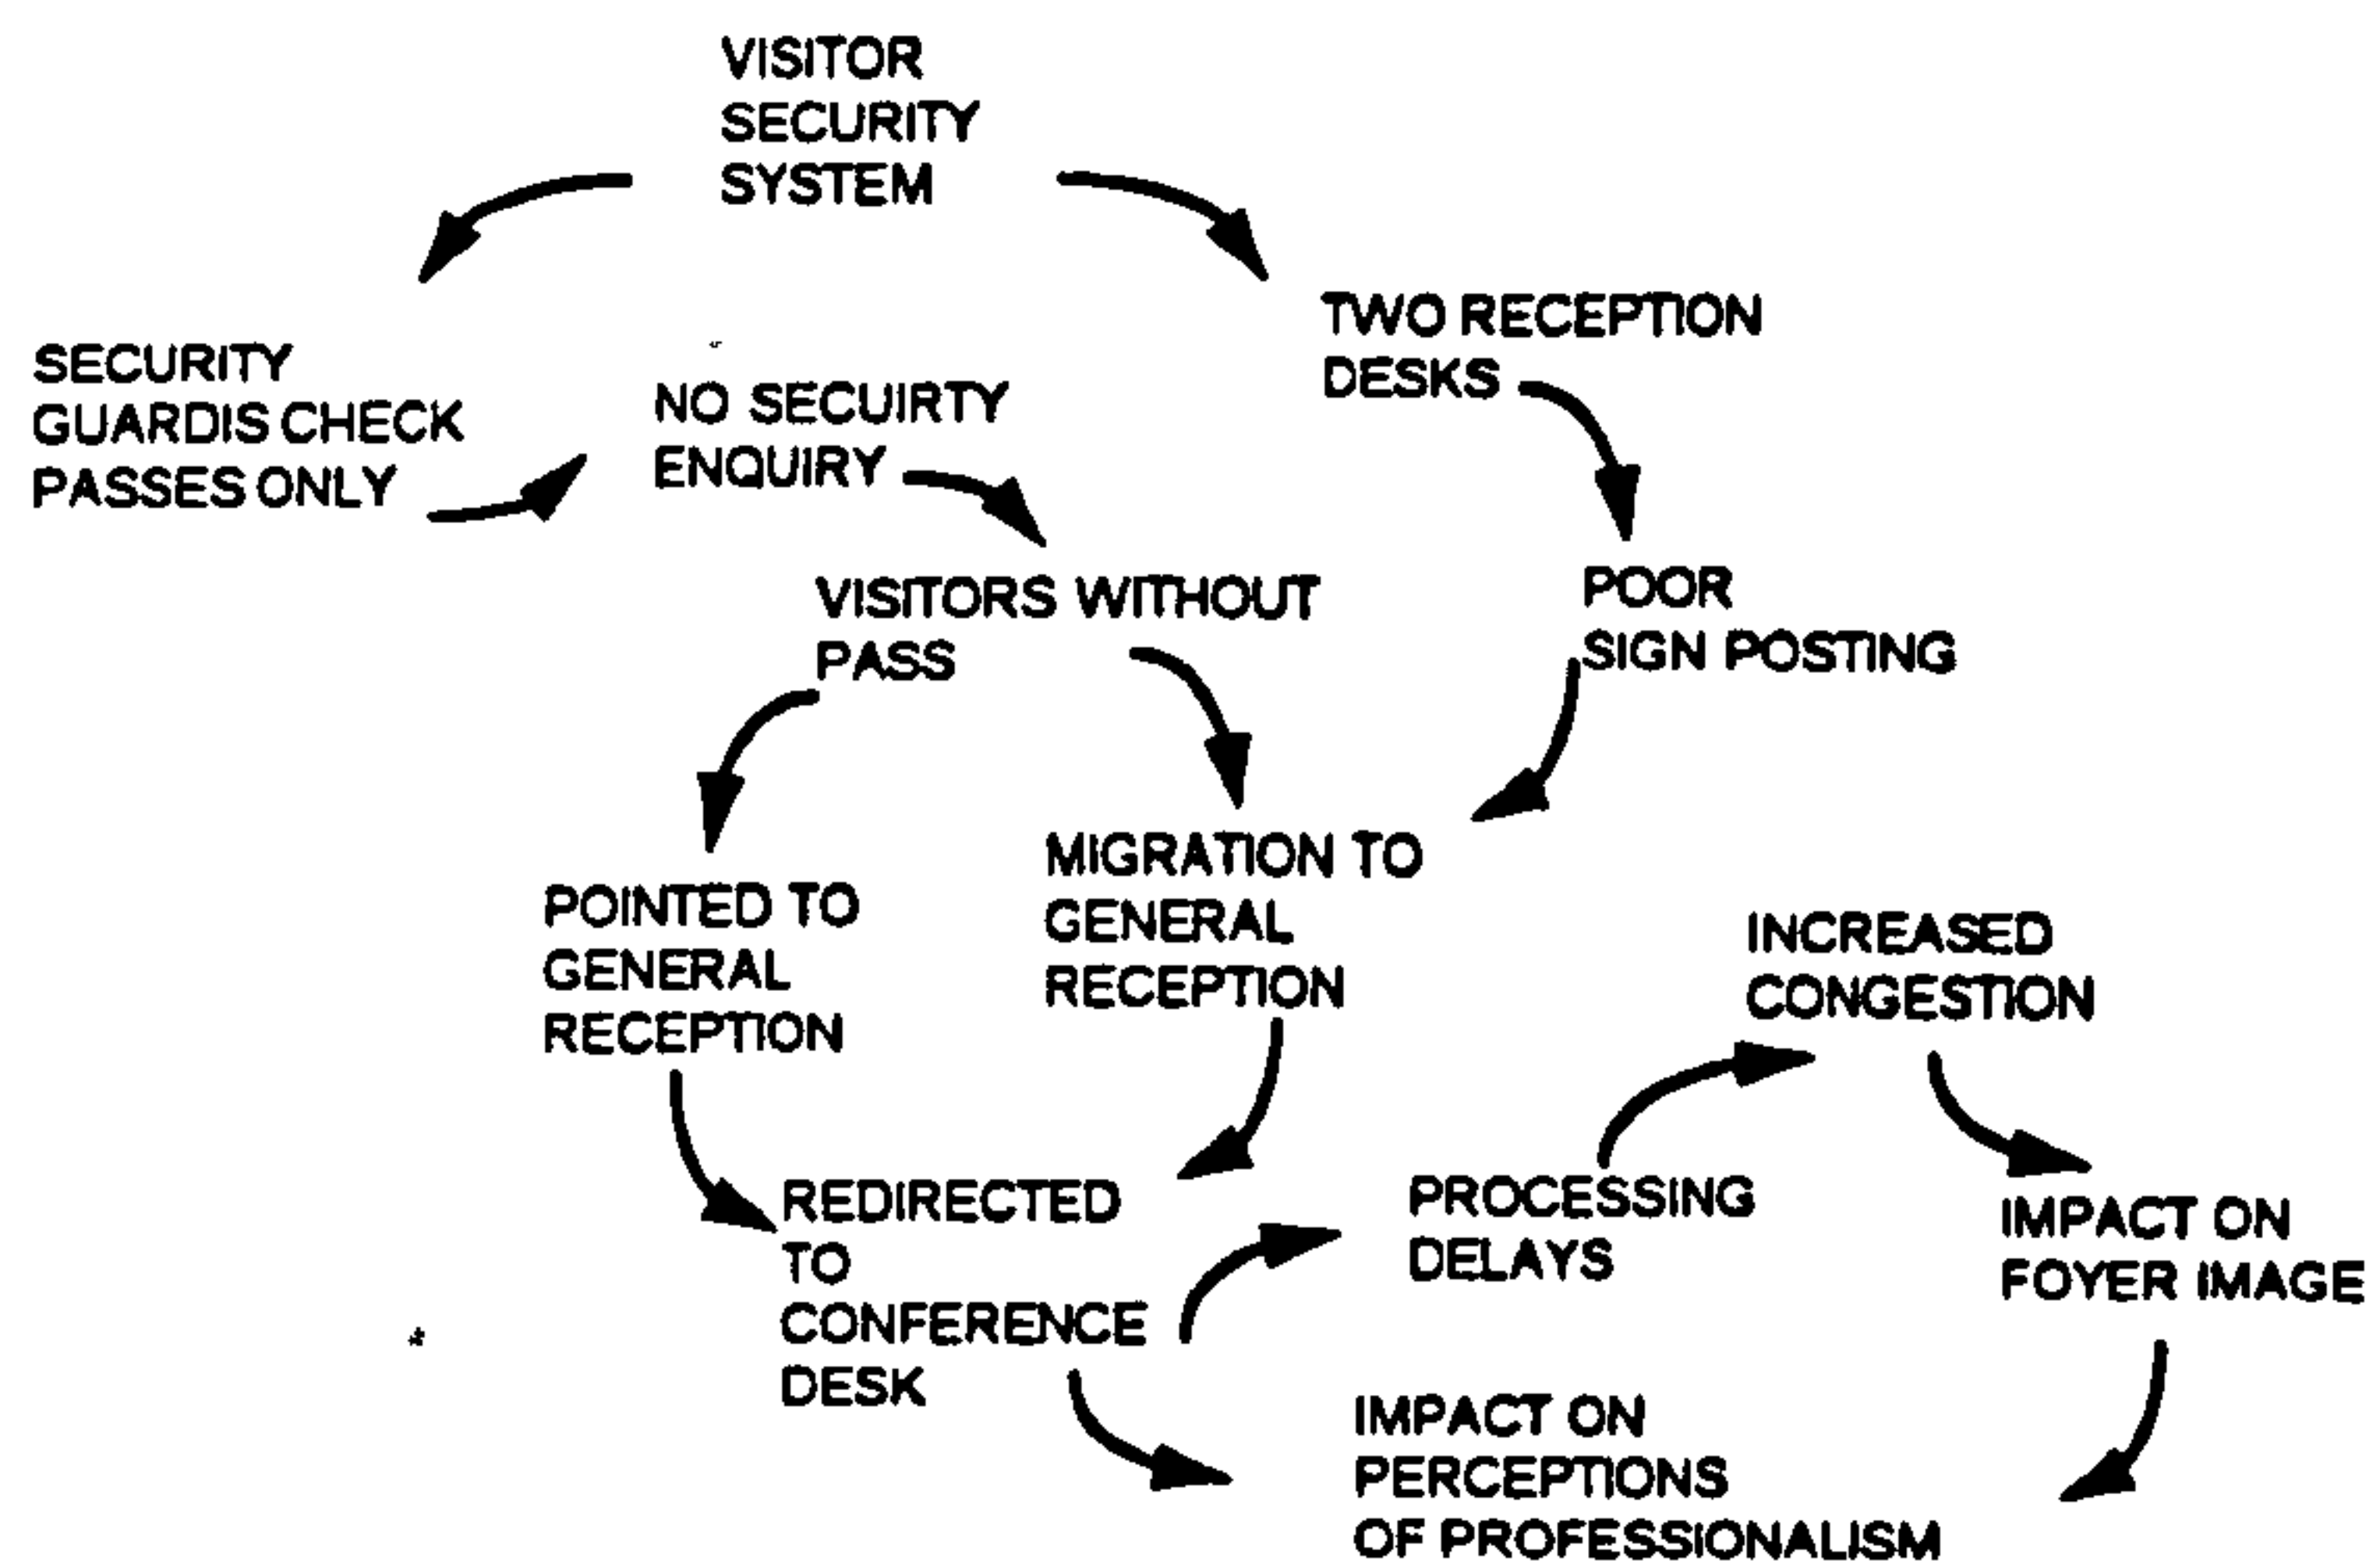 VISITOR
SECURITY
SYSTEM
TWO RECEPTION
DESKS
SECURITY
GUARDIS CHECK
PASSES ONLY
NO SECUIRTY
ENQUIRY
VISITORS WITHOUT
PASS
POOR
SIGN POSTING
MIGRATION TO
GENERAL
RECEPTION
POINTED TO
GENERAL
RECEPTION
INCREASED
CONGESTION
REDIRECTED
TO
CONFERENCE
DESK
PROCESSING
DELAYS
IMPACT ON
FOYER IMAGE
IMPACT ON
PERCEPTIONS
OF PROFESSIONALISM